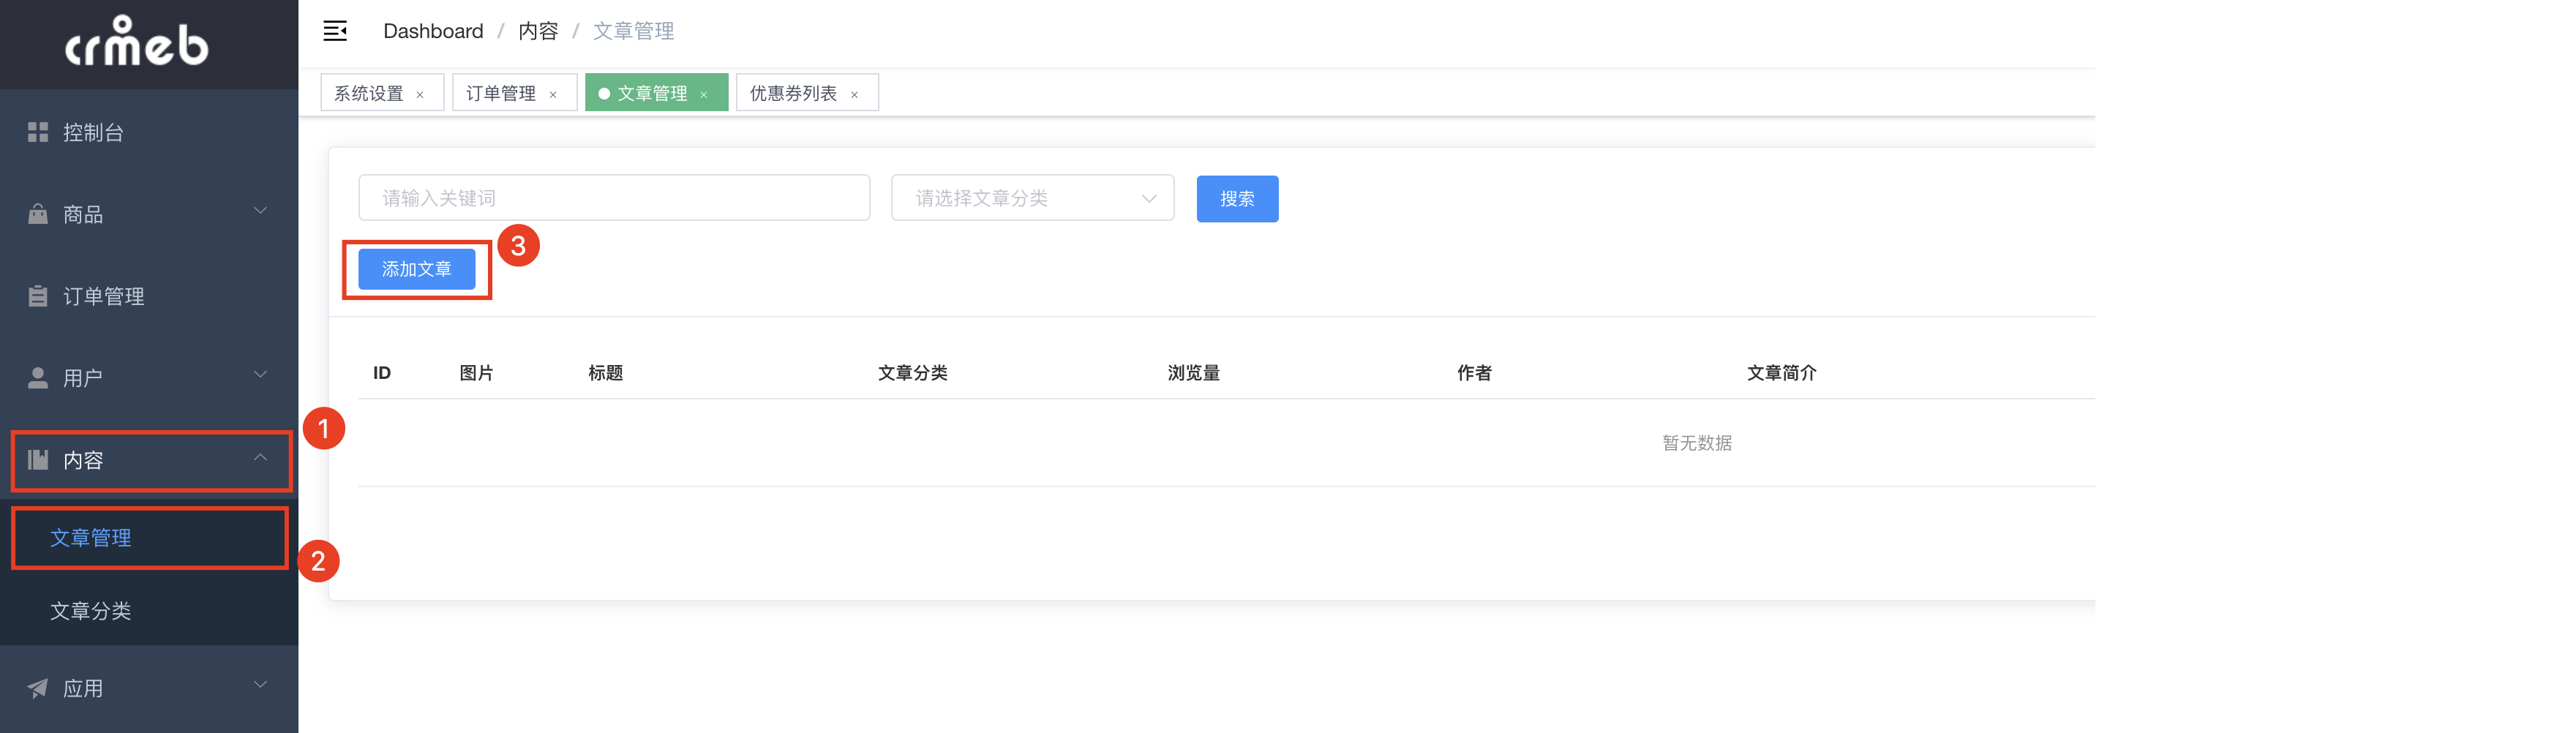 crmeb
Dashboard / 内容 / 文章管理
系统设置 × 订单管理 × 文章管理 × 优惠券列表 ×
控制台
商品
订单管理
用户
内容
1
文章管理
2
文章分类
应用
请输入关键词 请选择文章分类 搜索
添加文章 3
ID 图片 标题 文章分类 浏览量 作者 文章简介
暂无数据